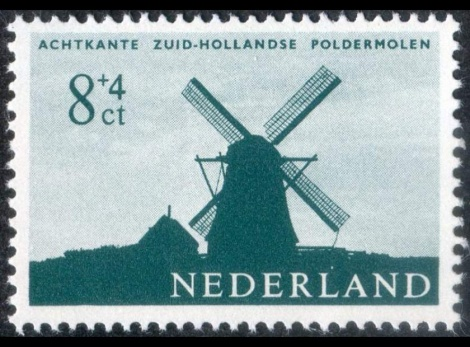 ACHTKANTE ZUID-HOLLANDSE POLDERMOLEN
8+4
ct
NEDERLAND